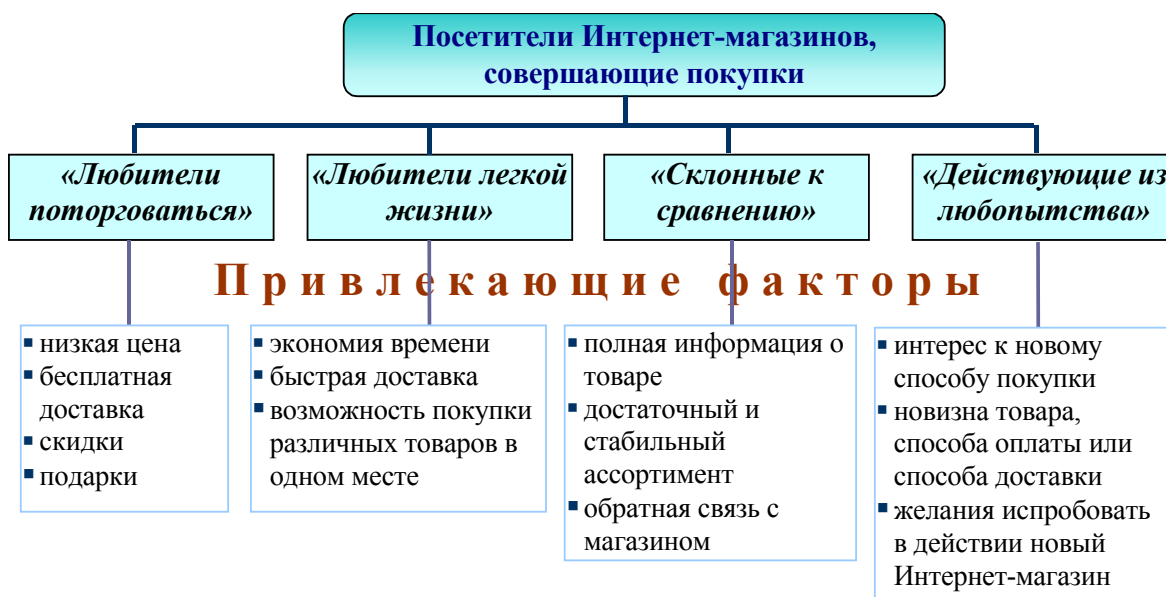 Посетители Интернет-магазинов,
совершающие покупки
«Любители
поторговаться»
«Любители легкой
жизни»
«Склонные к
сравнению»
«Действующие из
любопытства»
Привлекающие факторы
низкая цена
бесплатная
доставка
скидки
подарки
экономия времени
быстрая доставка
возможность покупки
различных товаров в
одном месте
полная информация о
товаре
достаточный и
стабильный
ассортимент
обратная связь с
магазином
интерес к новому
способу покупки
новизна товара,
способа оплаты или
способа доставки
желания испробовать
в действии новый
Интернет-магазин